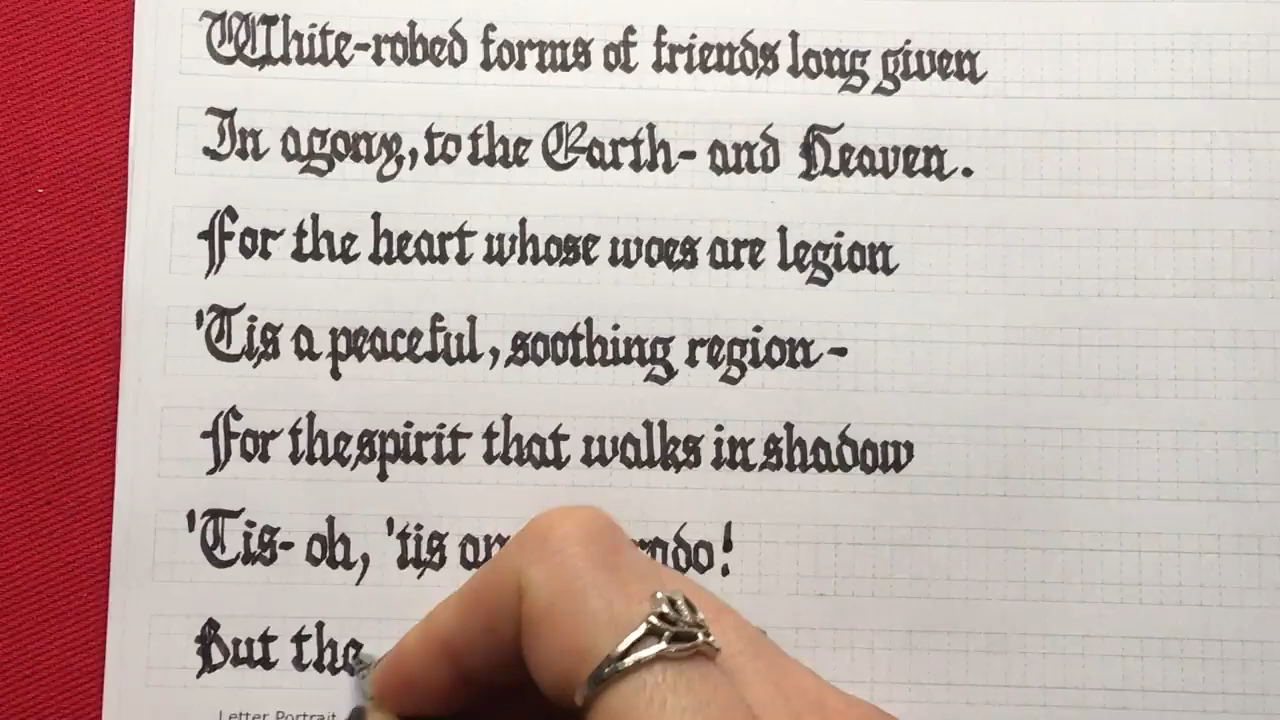 White-robed forms of friends long given
In agony, to the Earth- and Heaven.
For the heart whose woes are legion
'Tis a peaceful, soothing region-
For the spirit that walks in shadow
'Tis- oh, 'tis an
But the
Letter Portrait